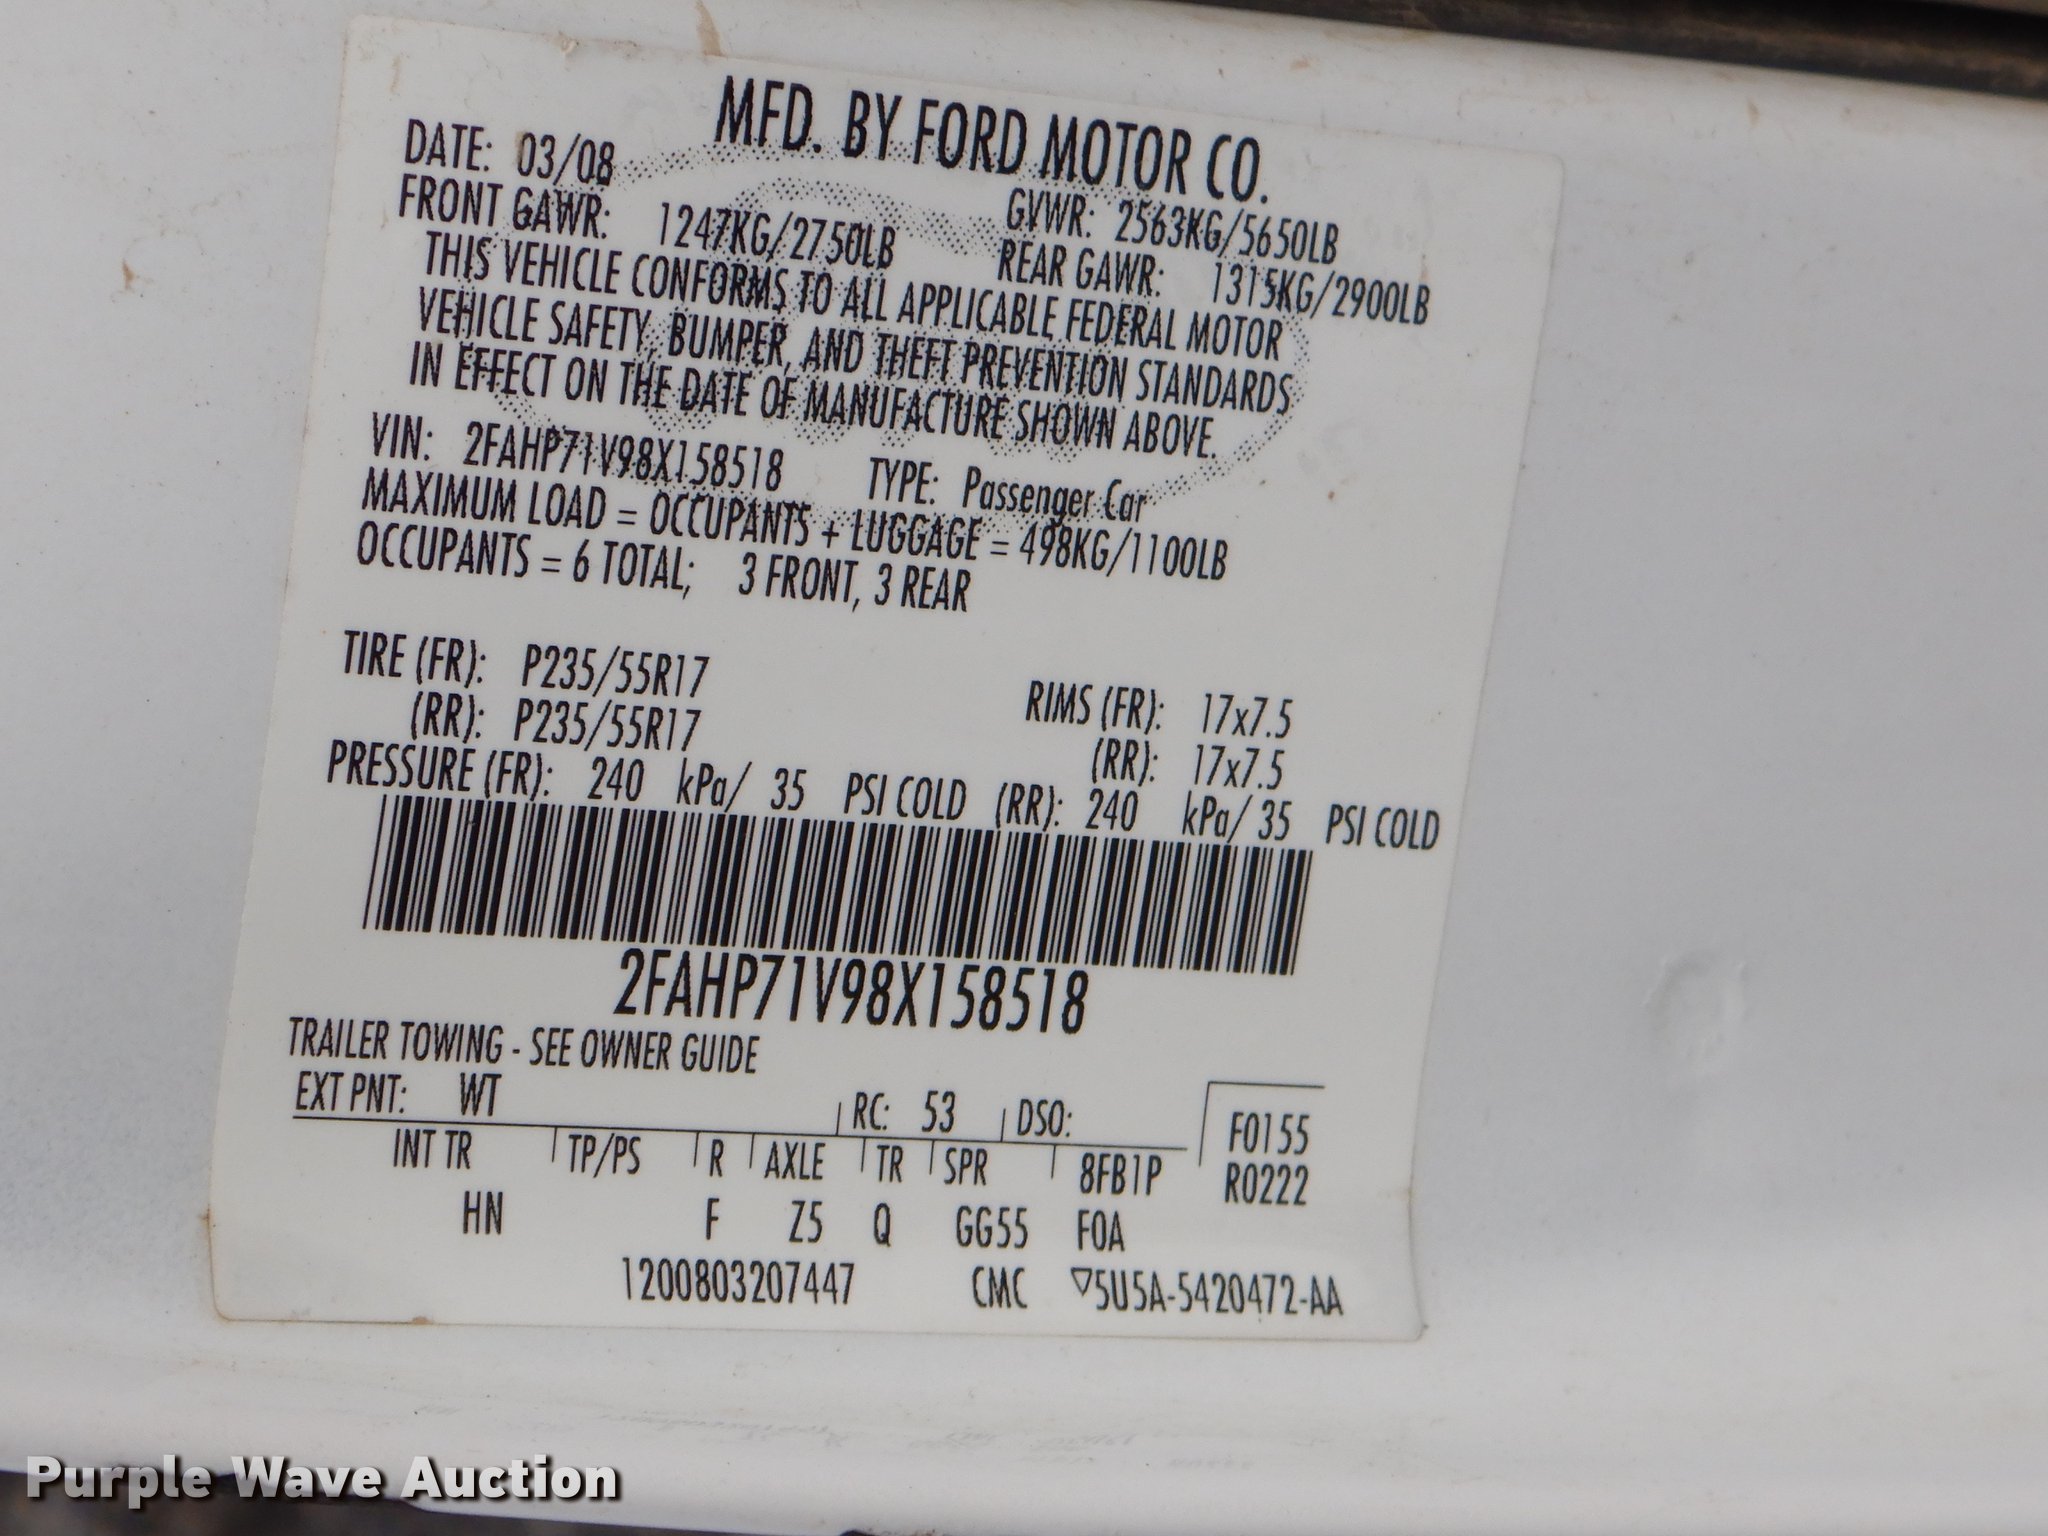 MFD. BY FORD MOTOR CO.
DATE: 03/08 GVWR: 2563KG/5650LB
FRONT GAWR: 1247KG/2750LB REAR GAWR: 1315KG/2900LB
THIS VEHICLE CONFORMS TO ALL APPLICABLE FEDERAL MOTOR
VEHICLE SAFETY, BUMPER, AND THEFT PREVENTION STANDARDS
IN EFFECT ON THE DATE OF MANUFACTURE SHOWN ABOVE.
VIN: 2FAHP71V98X158518 TYPE: Passenger Car
MAXIMUM LOAD = OCCUPANTS + LUGGAGE = 498KG/1100LB
OCCUPANTS = 6 TOTAL; 3 FRONT, 3 REAR
TIRE (FR): P235/55R17 RIMS (FR): 17x7.5
(RR): P235/55R17 (RR): 17x7.5
PRESSURE (FR): 240 kPa/ 35 PSI COLD (RR): 240 kPa/ 35 PSI COLD
2FAHP71V98X158518
TRAILER TOWING - SEE OWNER GUIDE
EXT PNT: WT RC: 53 DSO: F0155
INT TR TP/PS R AXLE TR SPR 8FB1P R0222
HN F Z5 Q GG55 F0A
1200803207447 CMC ▽5U5A-5420472-AA
Purple Wave Auction